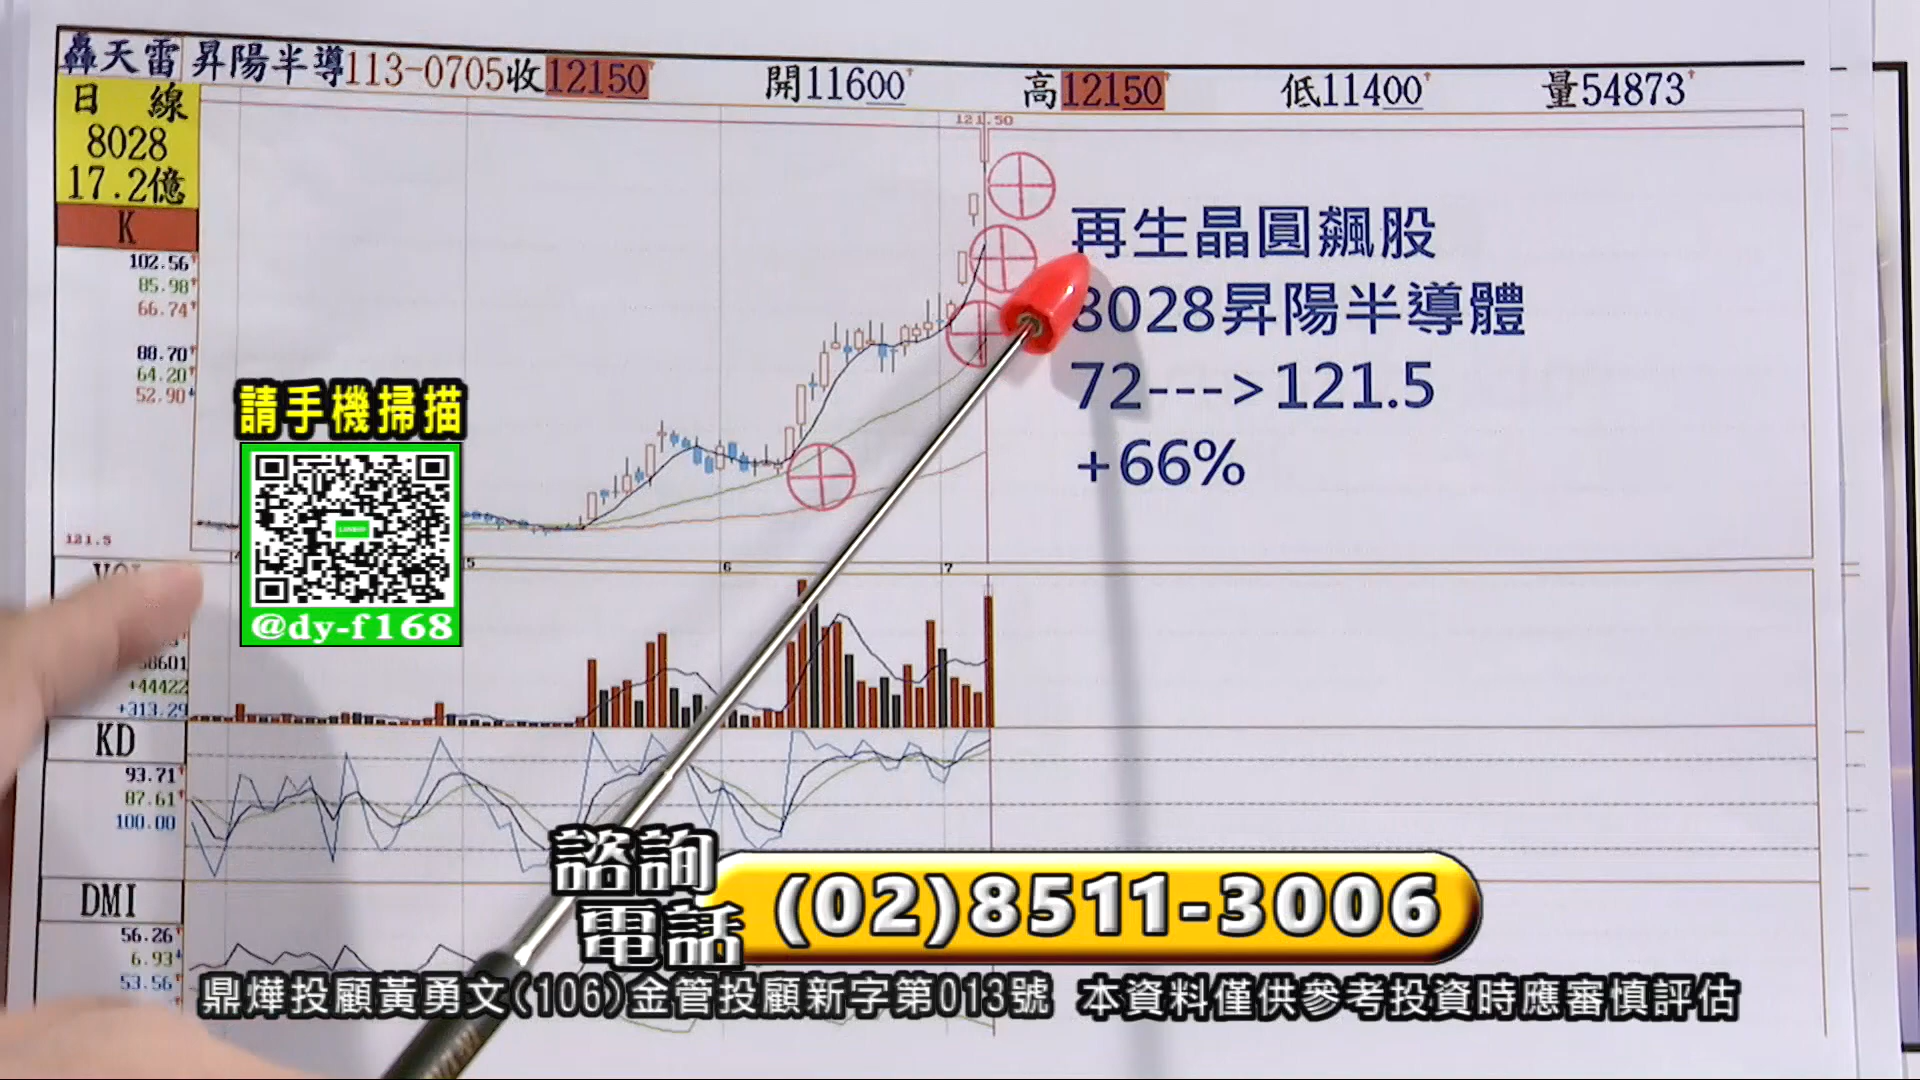 轟天雷 昇陽半導113-0705收12150 開11600 高12150 低11400 量54873
日 線
8028
17.2億
K
121.50
102.56
85.98
66.74
88.70
64.20
52.90
121.5
再生晶圓飆股
8028昇陽半導體
72--->121.5
+66%
請手機掃描
@dy-f168
5 6 7
+44422
+313.29
KD
93.71
87.61
100.00
DMI
56.26
6.93
53.56
諮詢
電話
(02)8511-3006
鼎燁投顧黃勇文(106)金管投顧新字第013號 本資料僅供參考投資時應審慎評估